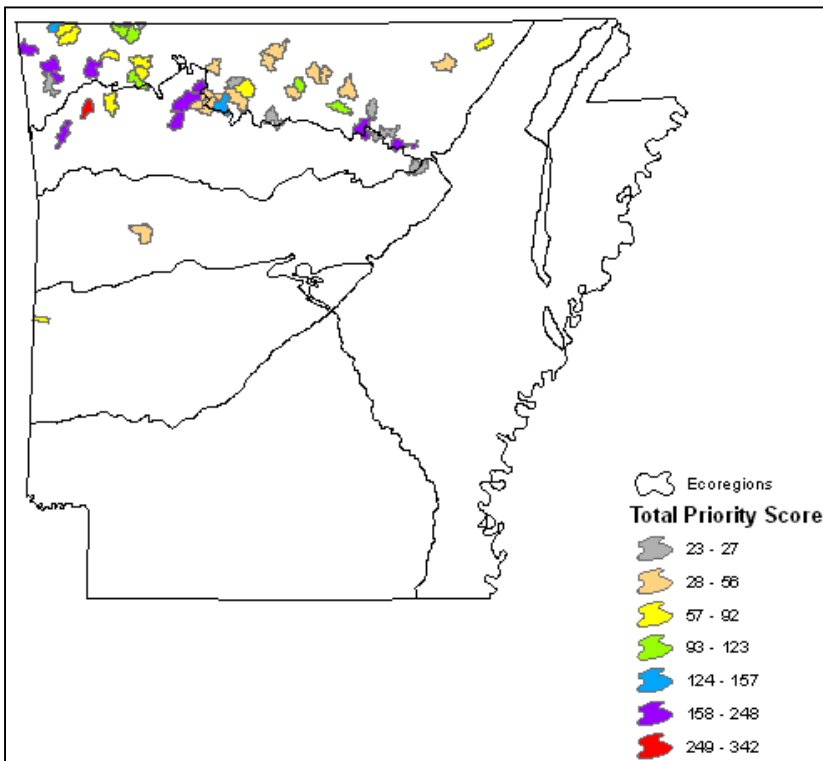 Ecoregions
Total Priority Score
23 - 27
28 - 56
57 - 92
93 - 123
124 - 157
158 - 248
249 - 342